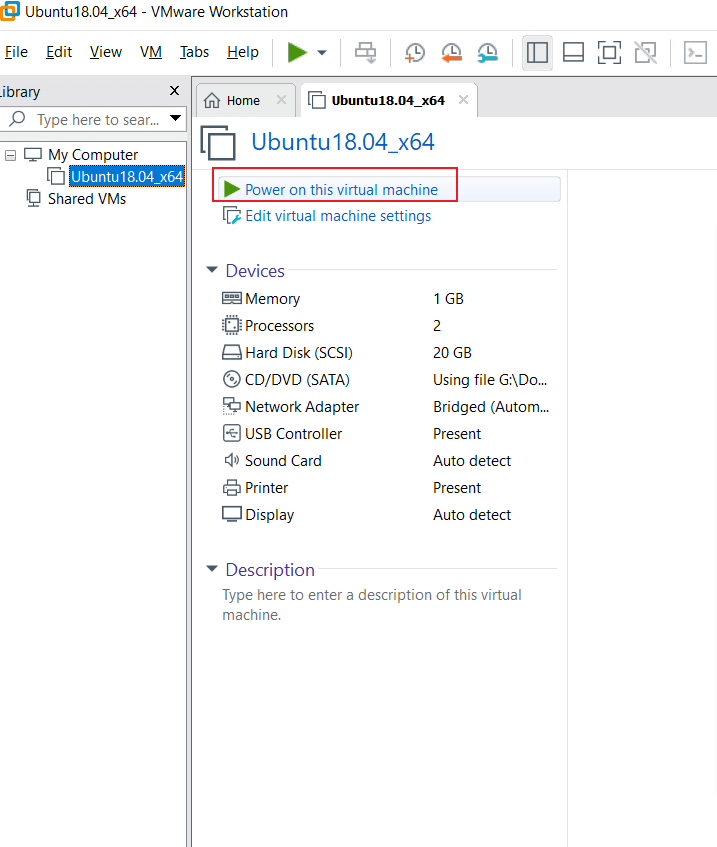 Ubuntu18.04_x64 - VMware Workstation
File Edit View VM Tabs Help
Library
Type here to sear...
My Computer
Ubuntu18.04_x64
Shared VMs
Home
Ubuntu18.04_x64
Ubuntu18.04_x64
Power on this virtual machine
Edit virtual machine settings
Devices
Memory 1 GB
Processors 2
Hard Disk (SCSI) 20 GB
CD/DVD (SATA) Using file G:\Do...
Network Adapter Bridged (Autom...
USB Controller Present
Sound Card Auto detect
Printer Present
Display Auto detect
Description
Type here to enter a description of this virtual
machine.